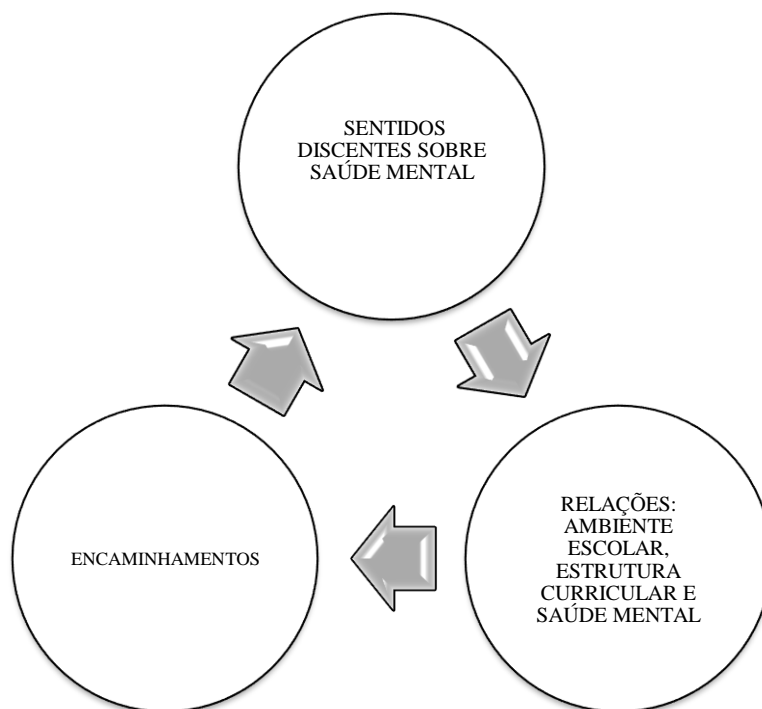 SENTIDOS
DISCENTES SOBRE
SAÚDE MENTAL
RELAÇÕES:
AMBIENTE
ESCOLAR,
ESTRUTURA
CURRICULAR E
SAÚDE MENTAL
ENCAMINHAMENTOS